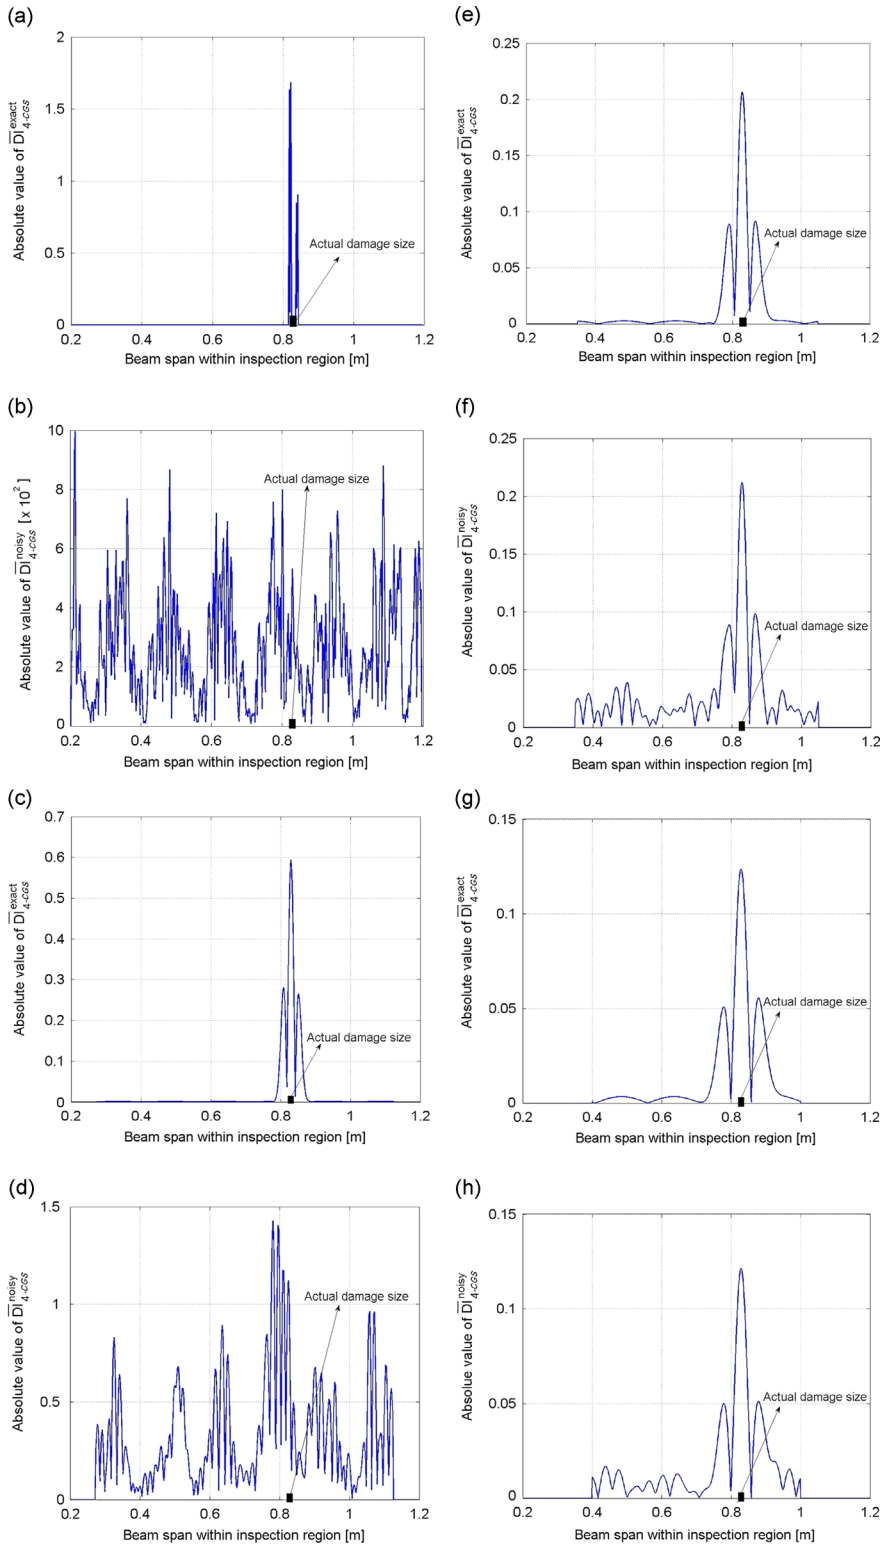 (a)
2
1.5
1
0.5
0
Absolute value of DI 4-CGS exact
Actual damage size
0.2 0.4 0.6 0.8 1 1.2
Beam span within inspection region [m]
(b)
10
8
6
4
2
0
Absolute value of DI 4-CGS noisy [x 10^2]
Actual damage size
0.2 0.4 0.6 0.8 1 1.2
Beam span within inspection region [m]
(c)
0.7
0.6
0.5
0.4
0.3
0.2
0.1
0
Absolute value of DI 4-CGS exact
Actual damage size
0.2 0.4 0.6 0.8 1 1.2
Beam span within inspection region [m]
(d)
1.5
1
0.5
0
Absolute value of DI 4-CGS noisy
Actual damage size
0.2 0.4 0.6 0.8 1 1.2
Beam span within inspection region [m]
(e)
0.25
0.2
0.15
0.1
0.05
0
Absolute value of DI 4-CGS exact
Actual damage size
0.2 0.4 0.6 0.8 1 1.2
Beam span within inspection region [m]
(f)
0.25
0.2
0.15
0.1
0.05
0
Absolue value of DI 4-CGS noisy
Actual damage size
0.2 0.4 0.6 0.8 1 1.2
Beam span within inspection region [m]
(g)
0.15
0.1
0.05
0
Absolue value of DI 4-CGS exact
Actual damage size
0.2 0.4 0.6 0.8 1 1.2
Beam span within inspection region [m]
(h)
0.15
0.1
0.05
0
Absolue value of DI 4-CGS noisy
Actual damage size
0.2 0.4 0.6 0.8 1 1.2
Beam span within inspection region [m]